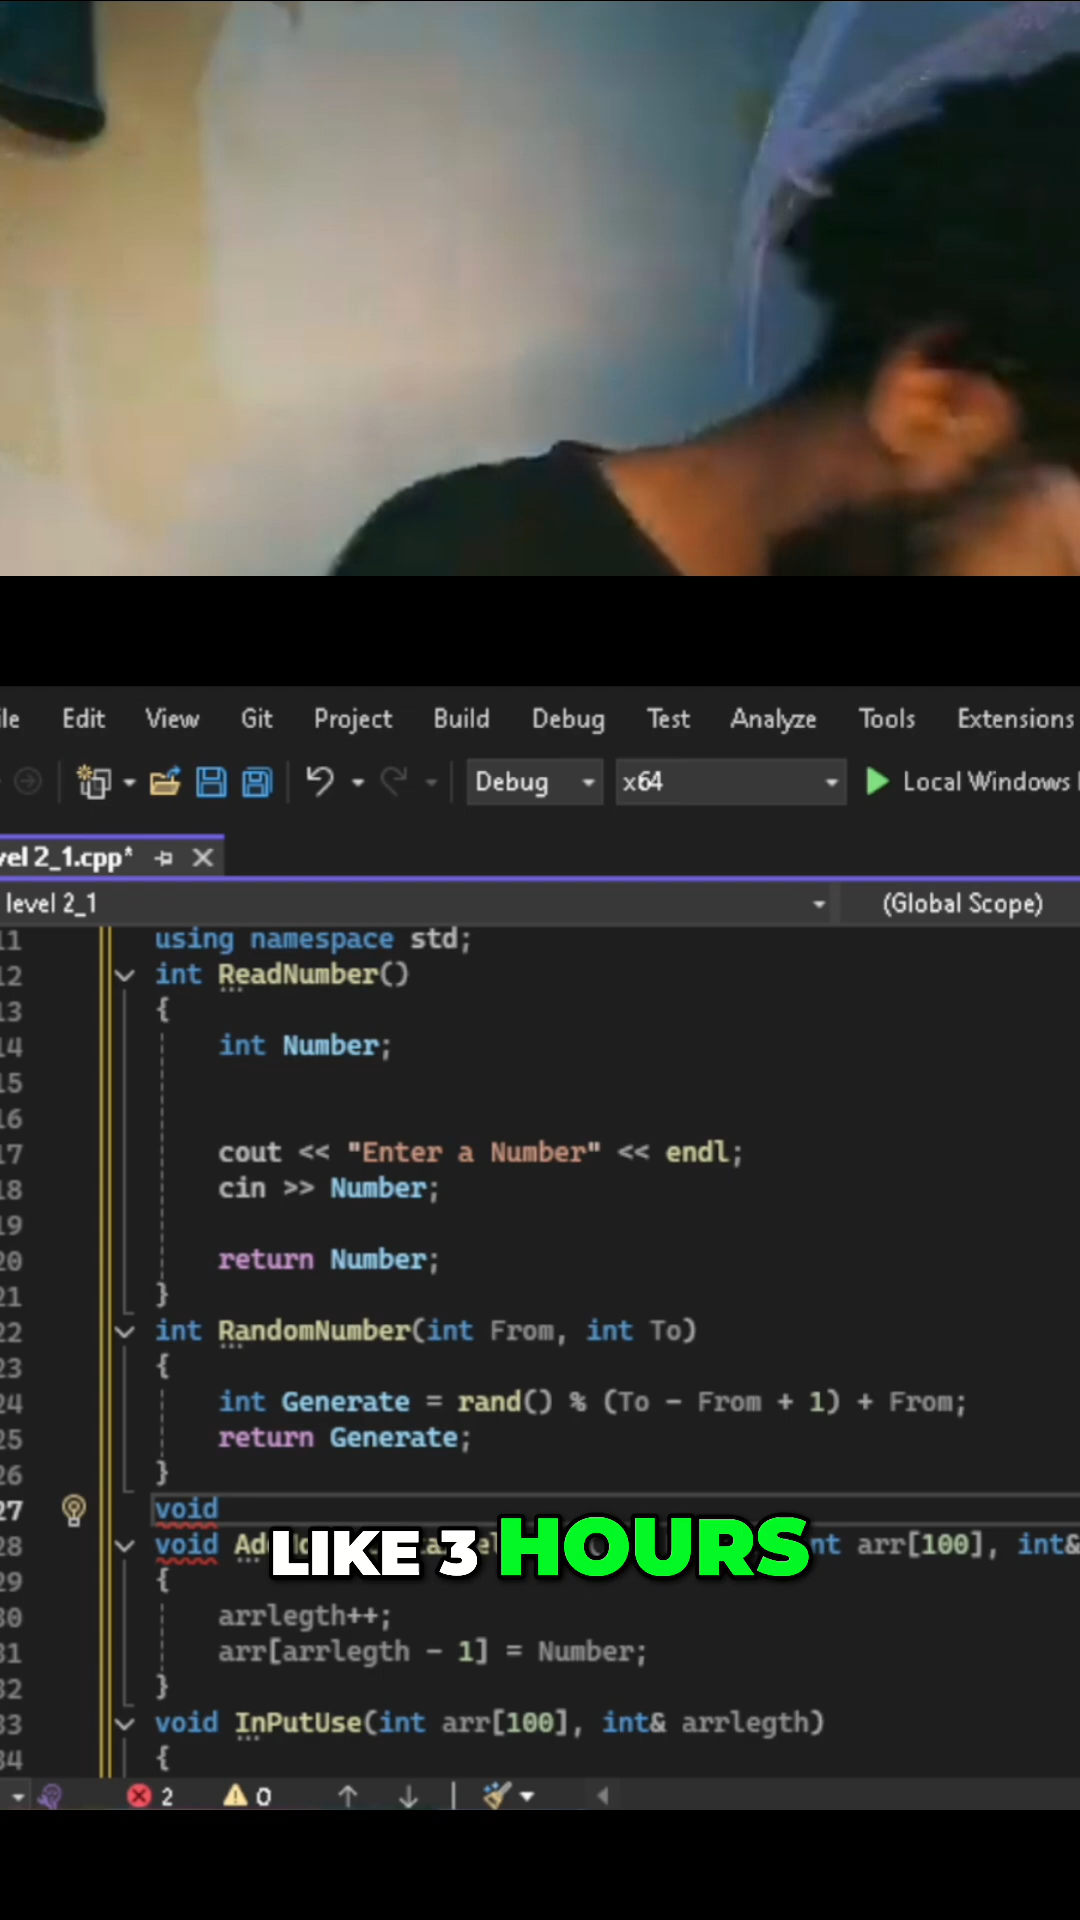 ile Edit View Git Project Build Debug Test Analyze Tools Extensions
Debug x64 Local Windows
vel 2_1.cpp*
level 2_1 (Global Scope)
11 using namespace std;
12 int ReadNumber()
13 {
14 int Number;
15
16
17 cout << "Enter a Number" << endl;
18 cin >> Number;
19
20 return Number;
21 }
22 int RandomNumber(int From, int To)
23 {
24 int Generate = rand() % (To - From + 1) + From;
25 return Generate;
26 }
27 void
LIKE 3 HOURS
28 void int arr[100], int&
29 {
30 arrlegth++;
31 arr[arrlegth - 1] = Number;
32 }
33 void InPutUse(int arr[100], int& arrlegth)
34 {
2 0